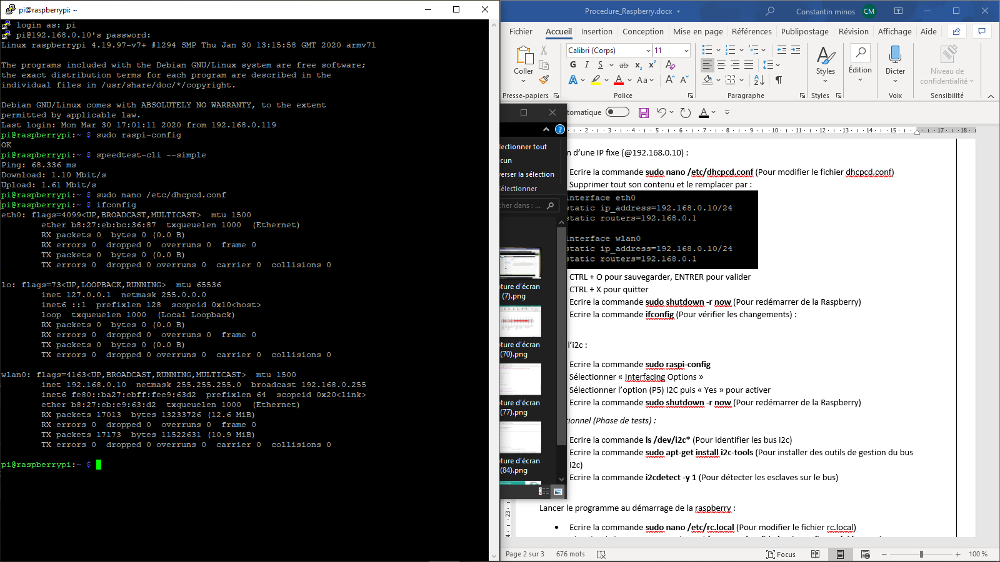 pi@raspberrypi: ~
login as: pi
pi@192.168.0.10's password:
Linux raspberrypi 4.19.97-v7+ #1294 SMP Thu Jan 30 13:15:58 GMT 2020 armv7l
The programs included with the Debian GNU/Linux system are free software;
the exact distribution terms for each program are described in the
individual files in /usr/share/doc/*/copyright.
Debian GNU/Linux comes with ABSOLUTELY NO WARRANTY, to the extent
permitted by applicable law.
Last login: Mon Mar 30 17:01:11 2020 from 192.168.0.119
pi@raspberrypi:~ $ sudo raspi-config
OK
pi@raspberrypi:~ $ speedtest-cli --simple
Ping: 68.336 ms
Download: 1.10 Mbit/s
Upload: 1.61 Mbit/s
pi@raspberrypi:~ $ sudo nano /etc/dhcpcd.conf
pi@raspberrypi:~ $ ifconfig
eth0: flags=4099<UP,BROADCAST,MULTICAST>  mtu 1500
ether b8:27:eb:bc:36:87  txqueuelen 1000  (Ethernet)
RX packets 0  bytes 0 (0.0 B)
RX errors 0  dropped 0  overruns 0  frame 0
TX packets 0  bytes 0 (0.0 B)
TX errors 0  dropped 0 overruns 0  carrier 0  collisions 0
lo: flags=73<UP,LOOPBACK,RUNNING>  mtu 65536
inet 127.0.0.1  netmask 255.0.0.0
inet6 ::1  prefixlen 128  scopeid 0x10<host>
loop  txqueuelen 1000  (Local Loopback)
RX packets 0  bytes 0 (0.0 B)
RX errors 0  dropped 0  overruns 0  frame 0
TX packets 0  bytes 0 (0.0 B)
TX errors 0  dropped 0 overruns 0  carrier 0  collisions 0
wlan0: flags=4163<UP,BROADCAST,RUNNING,MULTICAST>  mtu 1500
inet 192.168.0.10  netmask 255.255.255.0  broadcast 192.168.0.255
inet6 fe80::ba27:ebff:fee9:63d2  prefixlen 64  scopeid 0x20<link>
ether b8:27:eb:e9:63:d2  txqueuelen 1000  (Ethernet)
RX packets 17013  bytes 13233726 (12.6 MiB)
RX errors 0  dropped 0  overruns 0  frame 0
TX packets 17173  bytes 11522631 (10.9 MiB)
TX errors 0  dropped 0 overruns 0  carrier 0  collisions 0
pi@raspberrypi:~ $
Procedure_Raspberry.docx
Constantin minos CM
Fichier Accueil Insertion Conception Mise en page Références Publipostage Révision Affichage Aide
Calibri (Corps) 11
G I S ab x₂ x²
A A Aa A A
Coller
Styles
Édition
Dicter
Niveau de
confidentialité
Presse-papiers Police Paragraphe Styles Voix Sensibilité
tomatique
lectionner tout
cun
verser la sélection
Sélectionner
cher dans : ...
ture d'écran
(7).png
ture d'écran
(70).png
ture d'écran
(77).png
ture d'écran
(84).png
2 3 4 5 6 7 8 9 10 11 12 13 14 15 17 18
n d'une IP fixe (@192.168.0.10) :
Ecrire la commande sudo nano /etc/dhcpcd.conf (Pour modifier le fichier dhcpcd.conf)
Supprimer tout son contenu et le remplacer par :
interface eth0
static ip_address=192.168.0.10/24
static routers=192.168.0.1
interface wlan0
static ip_address=192.168.0.10/24
static routers=192.168.0.1
CTRL + O pour sauvegarder, ENTRER pour valider
CTRL + X pour quitter
Ecrire la commande sudo shutdown -r now (Pour redémarrer de la Raspberry)
Ecrire la commande ifconfig (Pour vérifier les changements) :
l'i2c :
Ecrire la commande sudo raspi-config
Sélectionner « Interfacing Options »
Sélectionner l'option (P5) I2C puis « Yes » pour activer
Ecrire la commande sudo shutdown -r now (Pour redémarrer de la Raspberry)
tionnel (Phase de tests) :
Ecrire la commande ls /dev/i2c* (Pour identifier les bus i2c)
Ecrire la commande sudo apt-get install i2c-tools (Pour installer des outils de gestion du bus
i2c)
Ecrire la commande i2cdetect -y 1 (Pour détecter les esclaves sur le bus)
Lancer le programme au démarrage de la raspberry :
• Ecrire la commande sudo nano /etc/rc.local (Pour modifier le fichier rc.local)
23
Page 2 sur 3 676 mots Focus 100 %